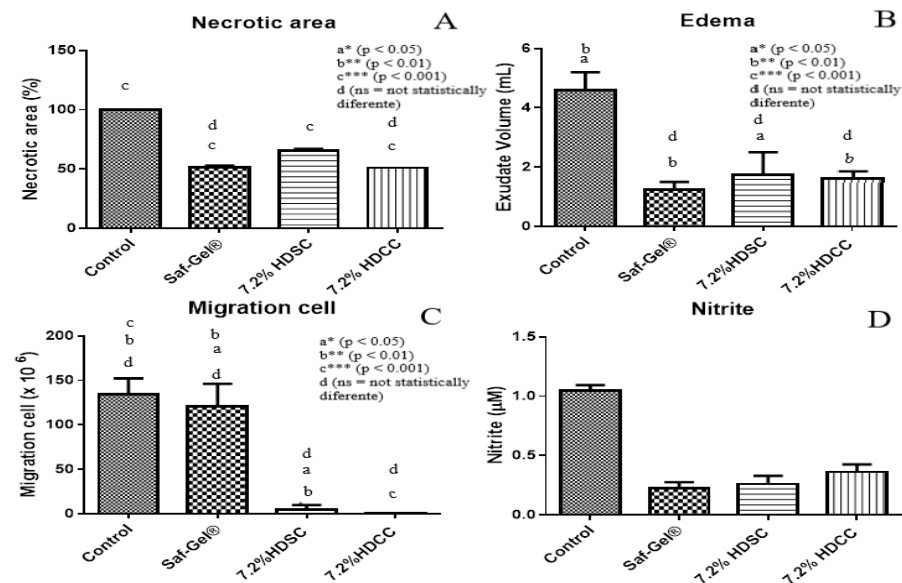 Necrotic area
A
a* (p < 0.05)
b** (p < 0.01)
c*** (p < 0.001)
d (ns = not statistically
diferente)
Necrotic area (%)
150
100
50
0
c
d
c
c
d
c
Control
Saf-Gel®
7.2% HDSC
7.2% HDCC
Edema
B
a* (p < 0.05)
b** (p < 0.01)
c*** (p < 0.001)
d (ns = not statistically
diferente)
Exudate Volume (mL)
6
4
2
0
b
a
d
b
d
a
d
b
Control
Saf-Gel®
7.2%HDSC
7.2%HDCC
Migration cell
C
a* (p < 0.05)
b** (p < 0.01)
c*** (p < 0.001)
d (ns = not statistically
diferente)
Migration cell (x 10 6)
200
150
100
50
0
c
b
d
b
a
d
d
a
b
d
c
Control
Saf-Gel®
7.2%HDSC
7.2%HDCC
Nitrite
D
Nitrite (µM)
1.5
1.0
0.5
0.0
Control
Saf-Gel®
7.2%HDSC
7.2% HDCC